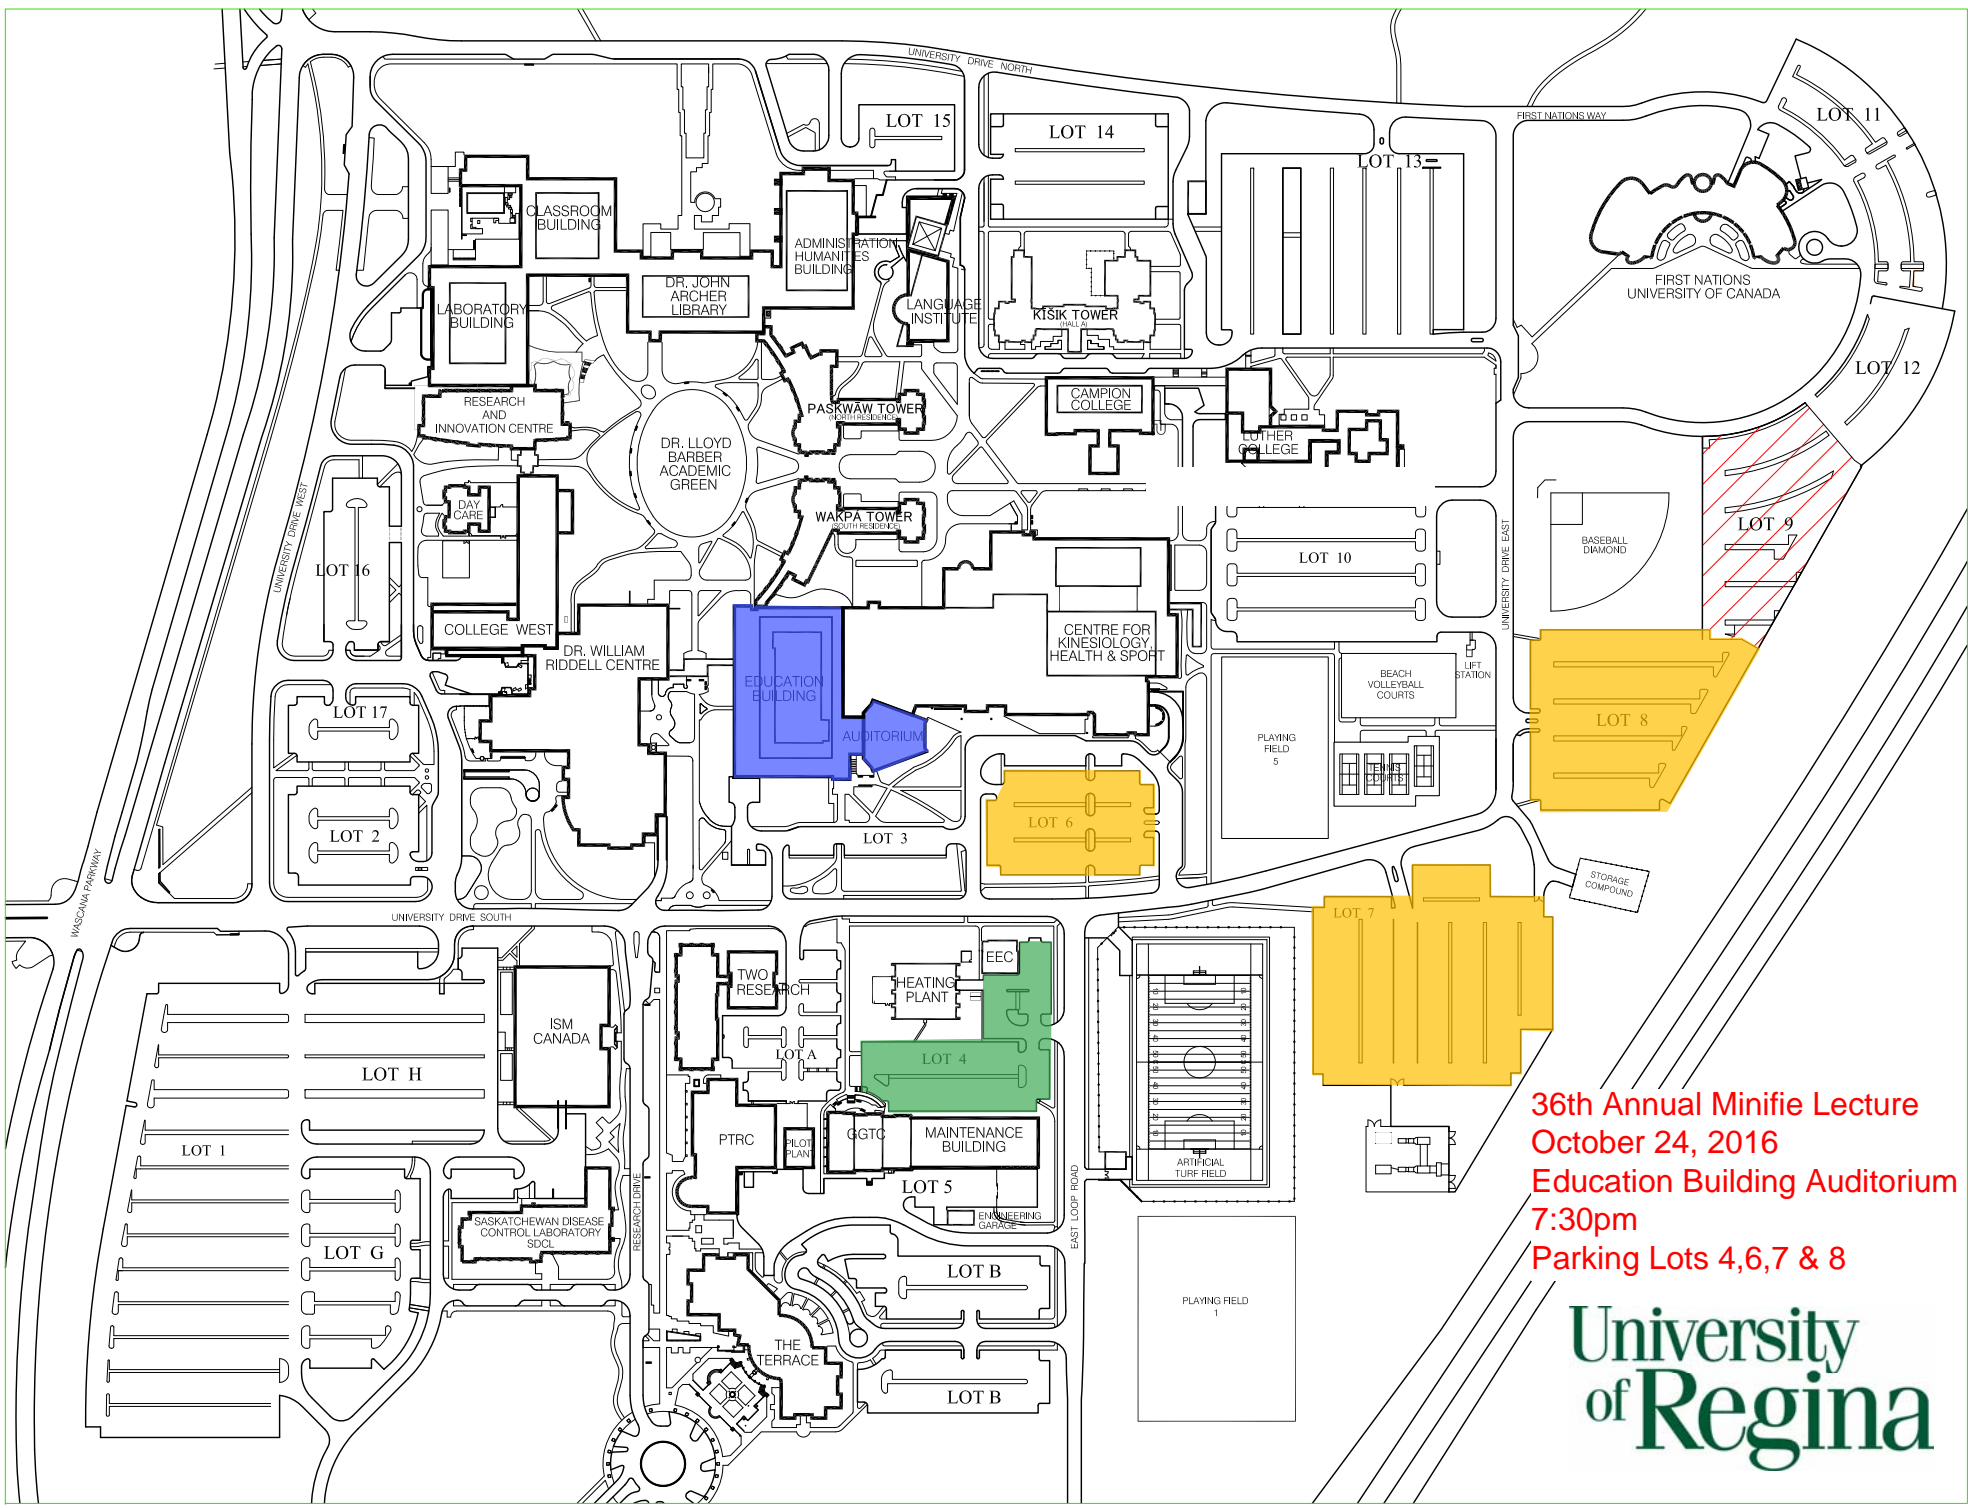 UNIVERSITY DRIVE NORTH
FIRST NATIONS WAY
LOT 11
LOT 15
LOT 14
LOT 13
CLASSROOM
BUILDING
ADMINISTRATION
HUMANITIES
BUILDING
DR. JOHN
ARCHER
LIBRARY
LABORATORY
BUILDING
LANGUAGE
INSTITUTE
KĪSIK TOWER
(HALL A)
FIRST NATIONS
UNIVERSITY OF CANADA
LOT 12
RESEARCH
AND
INNOVATION CENTRE
PASKWĀW TOWER
(NORTH RESIDENCE)
CAMPION
COLLEGE
LUTHER
COLLEGE
DR. LLOYD
BARBER
ACADEMIC
GREEN
UNIVERSITY DRIVE WEST
DAY
CARE
WAKPÁ TOWER
(SOUTH RESIDENCE)
LOT 9
BASEBALL
DIAMOND
UNIVERSITY DRIVE EAST
LOT 10
LOT 16
COLLEGE WEST
DR. WILLIAM
RIDDELL CENTRE
CENTRE FOR
KINESIOLOGY,
HEALTH & SPORT
EDUCATION
BUILDING
AUDITORIUM
BEACH
VOLLEYBALL
COURTS
LIFT
STATION
LOT 17
LOT 8
PLAYING
FIELD
5
TENNIS
COURTS
LOT 2
LOT 3
LOT 6
WASCANA PARKWAY
STORAGE
COMPOUND
UNIVERSITY DRIVE SOUTH
LOT 7
TWO
RESEARCH
HEATING
PLANT
EEC
ISM
CANADA
LOT A
LOT 4
LOT H
LOT 1
PTRC
PILOT
PLANT
GGTC
MAINTENANCE
BUILDING
ARTIFICIAL
TURF FIELD
LOT 5
ENGINEERING
GARAGE
EAST LOOP ROAD
RESEARCH DRIVE
SASKATCHEWAN DISEASE
CONTROL LABORATORY
SDCL
LOT G
LOT B
PLAYING FIELD
1
THE
TERRACE
LOT B
36th Annual Minifie Lecture
October 24, 2016
Education Building Auditorium
7:30pm
Parking Lots 4,6,7 & 8
University
of Regina